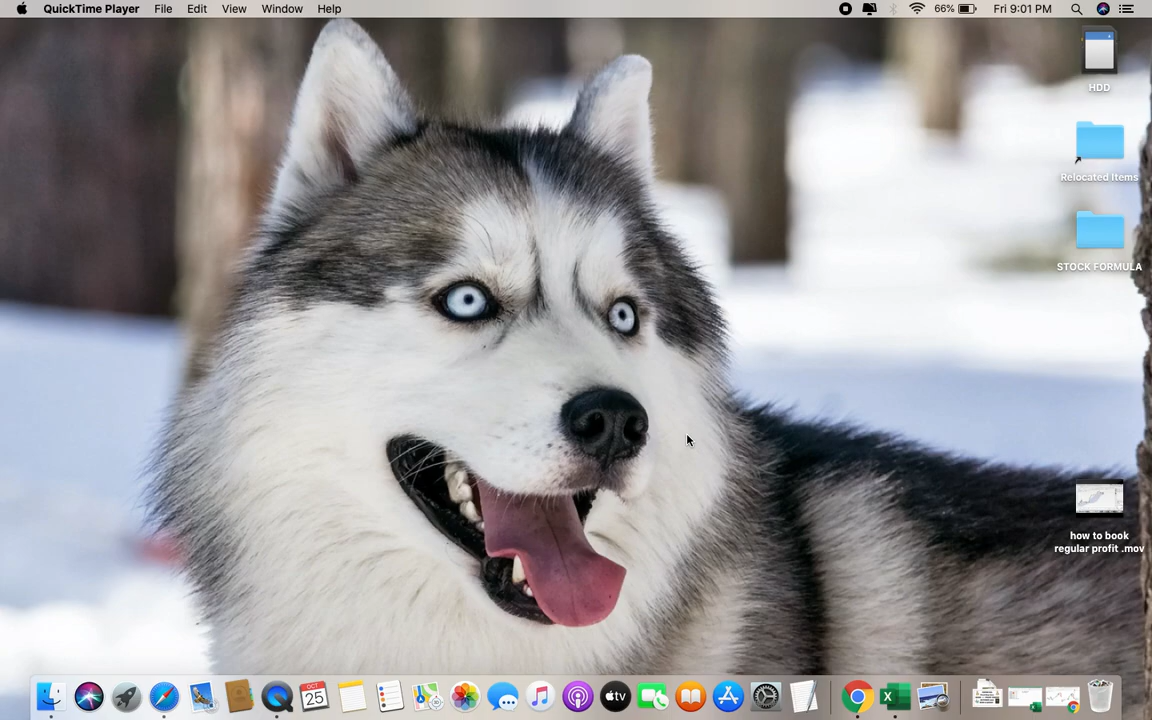 QuickTime Player File Edit View Window Help 66% Fri 9:01 PM
HDD
Relocated Items
STOCK FORMULA
how to book
regular profit .mov
OCT
25
tv